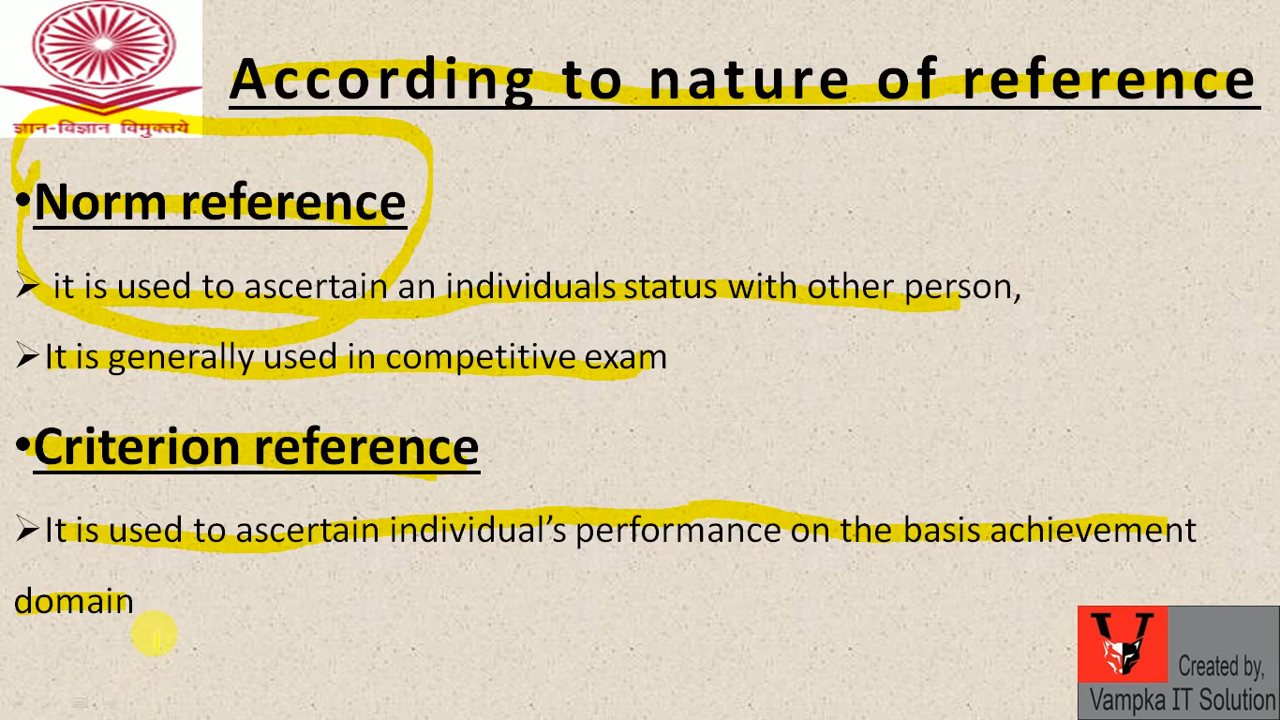 According to nature of reference
ज्ञान-विज्ञान विमुक्तये
•Norm reference
➢ it is used to ascertain an individuals status with other person,
➢It is generally used in competitive exam
•Criterion reference
➢It is used to ascertain individual’s performance on the basis achievement
domain
V
Created by,
Vampka IT Solution